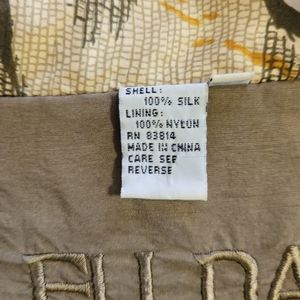 SHELL:
100% SILK
LINING:
100% NYLON
RN 83814
MADE IN CHINA
CARE SEE
REVERSE